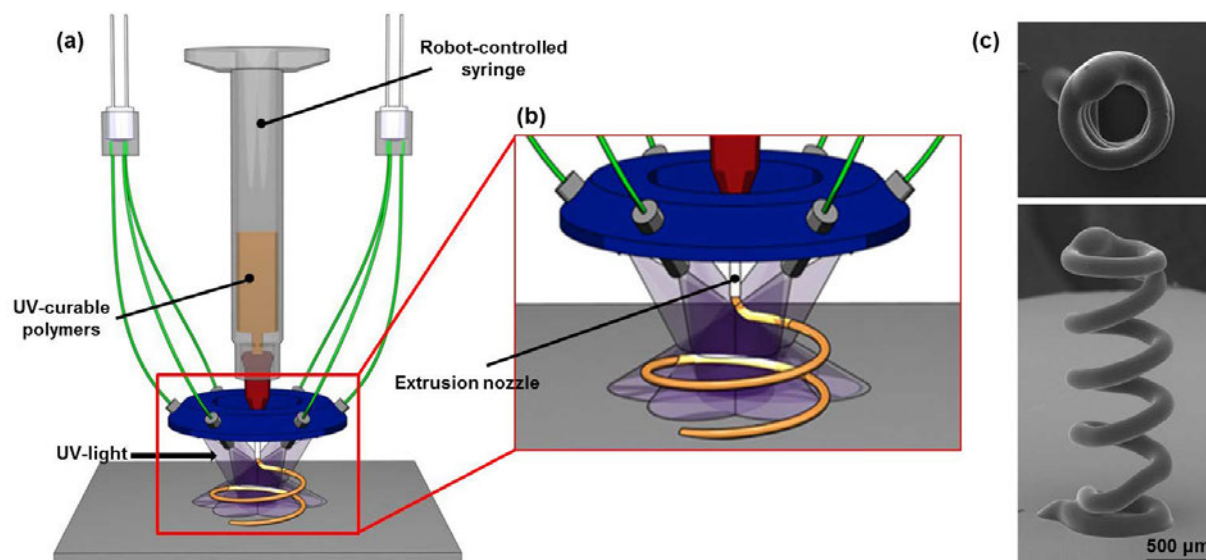 (a)
Robot-controlled
syringe
UV-curable
polymers
UV-light
(b)
Extrusion nozzle
(c)
500 µm